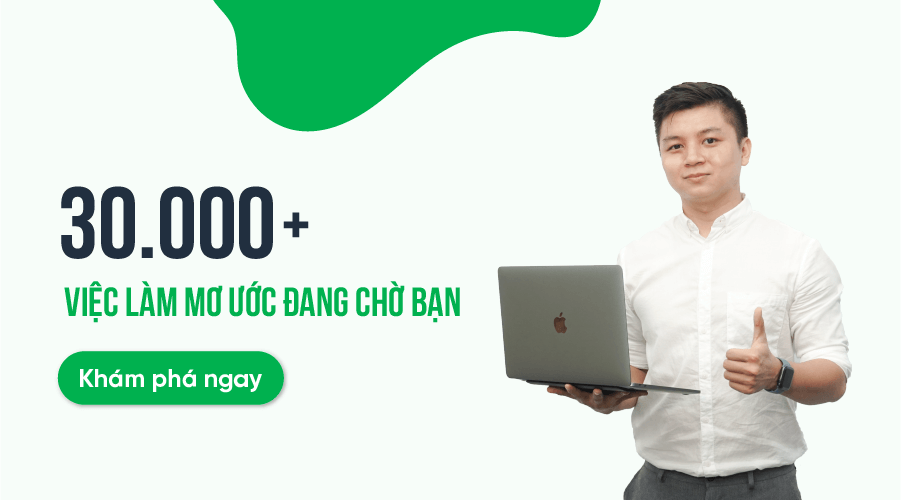 30.000+
VIỆC LÀM MƠ ƯỚC ĐANG CHỜ BẠN
Khám phá ngay